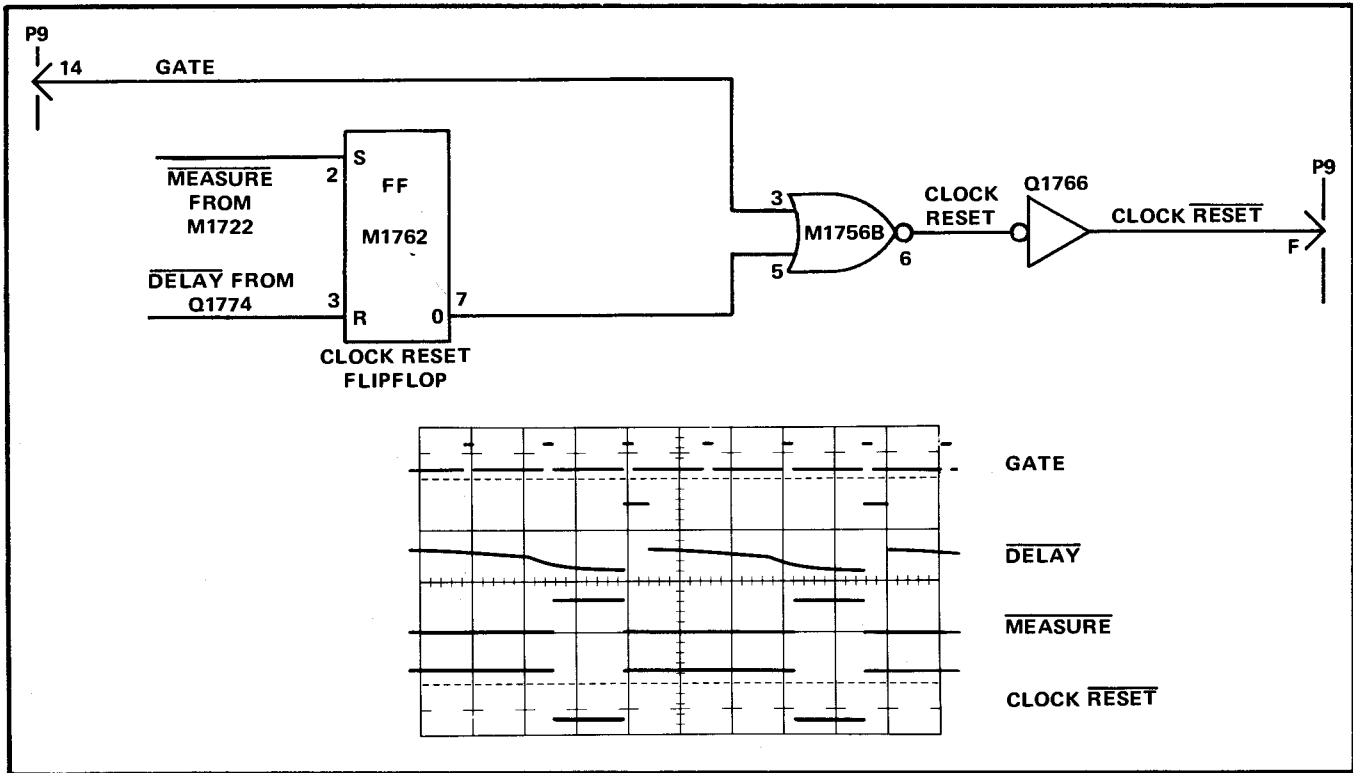 P9
14 GATE
MEASURE
FROM
M1722
2
S
FF
M1762
DELAY FROM
Q1774
3
R
0
7
CLOCK RESET
FLIPFLOP
3
5
M1756B
6
CLOCK
RESET
Q1766
CLOCK RESET
P9
F
GATE
DELAY
MEASURE
CLOCK RESET